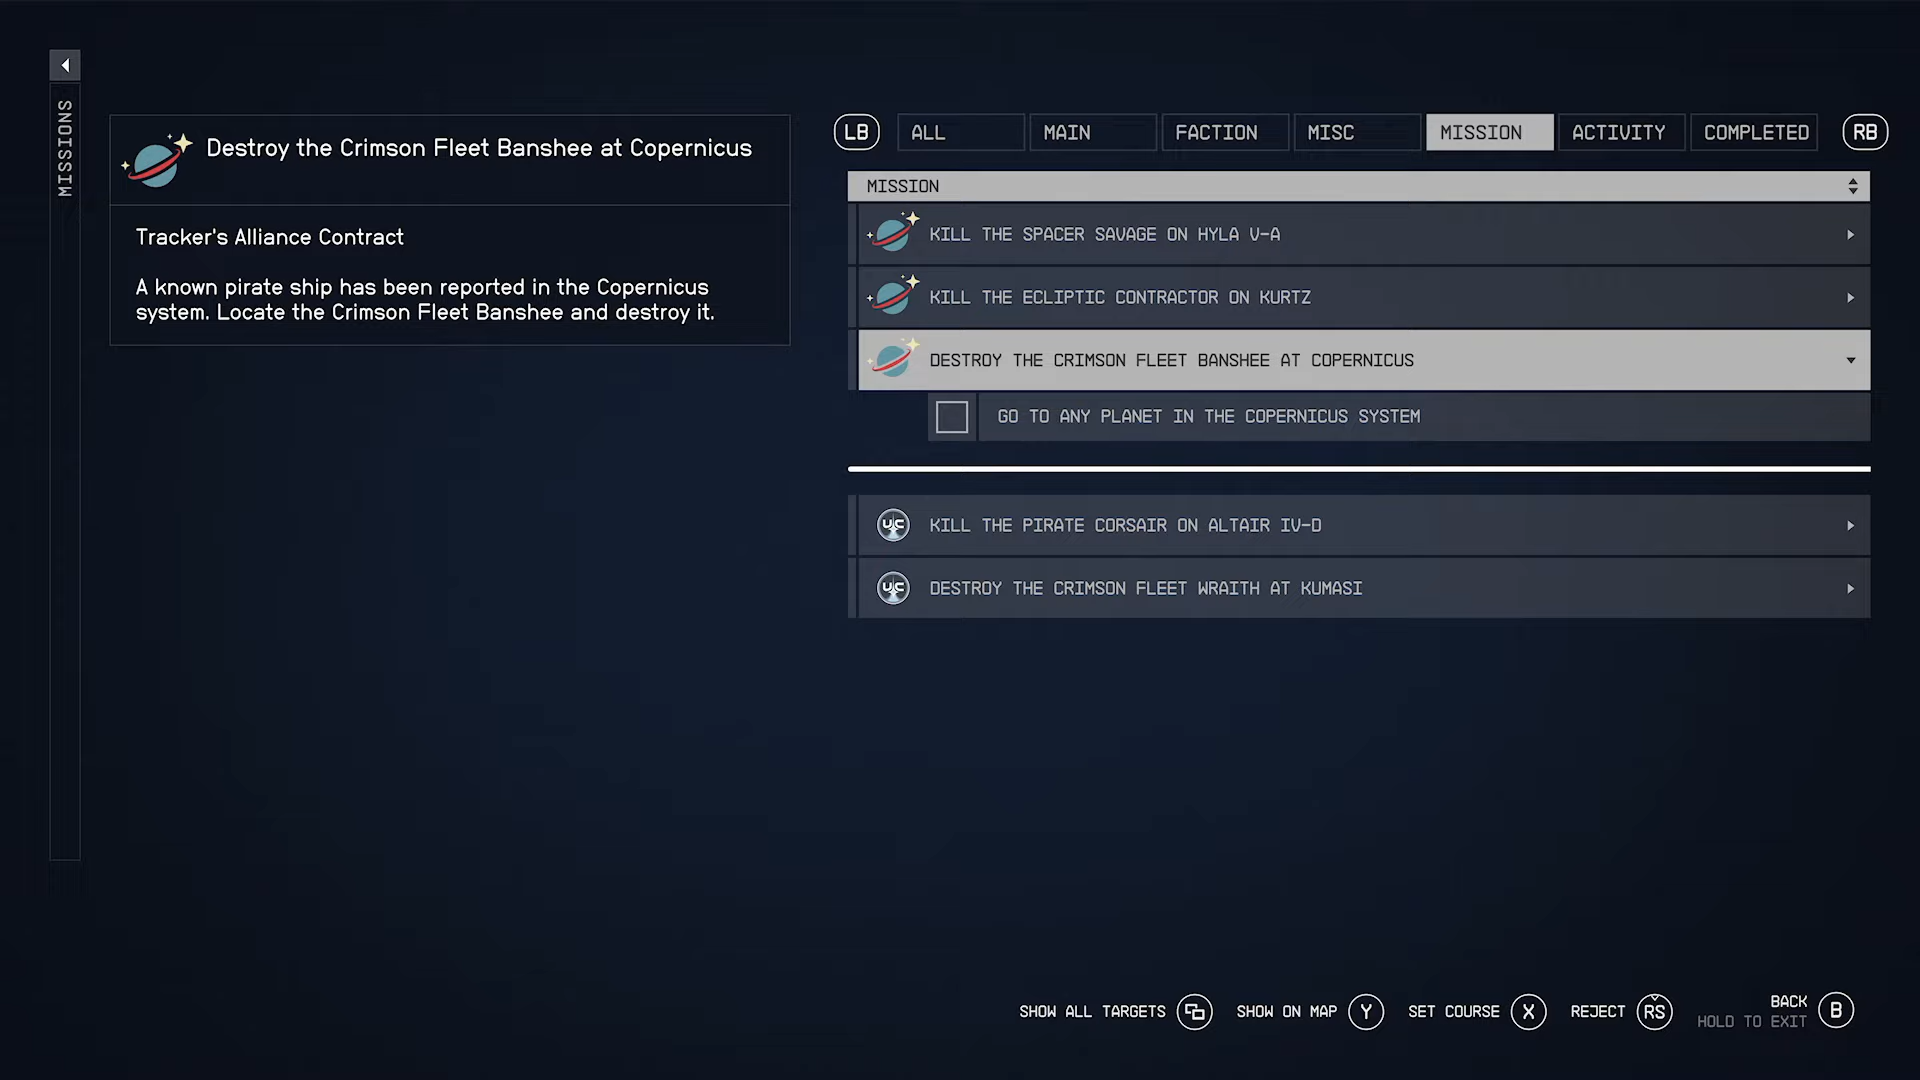 MISSIONS
Destroy the Crimson Fleet Banshee at Copernicus
Tracker's Alliance Contract
A known pirate ship has been reported in the Copernicus
system. Locate the Crimson Fleet Banshee and destroy it.
LB ALL MAIN FACTION MISC MISSION ACTIVITY COMPLETED RB
MISSION
KILL THE SPACER SAVAGE ON HYLA V-A
KILL THE ECLIPTIC CONTRACTOR ON KURTZ
DESTROY THE CRIMSON FLEET BANSHEE AT COPERNICUS
GO TO ANY PLANET IN THE COPERNICUS SYSTEM
UC KILL THE PIRATE CORSAIR ON ALTAIR IV-D
UC DESTROY THE CRIMSON FLEET WRAITH AT KUMASI
SHOW ALL TARGETS SHOW ON MAP Y SET COURSE X REJECT RS BACK B
HOLD TO EXIT